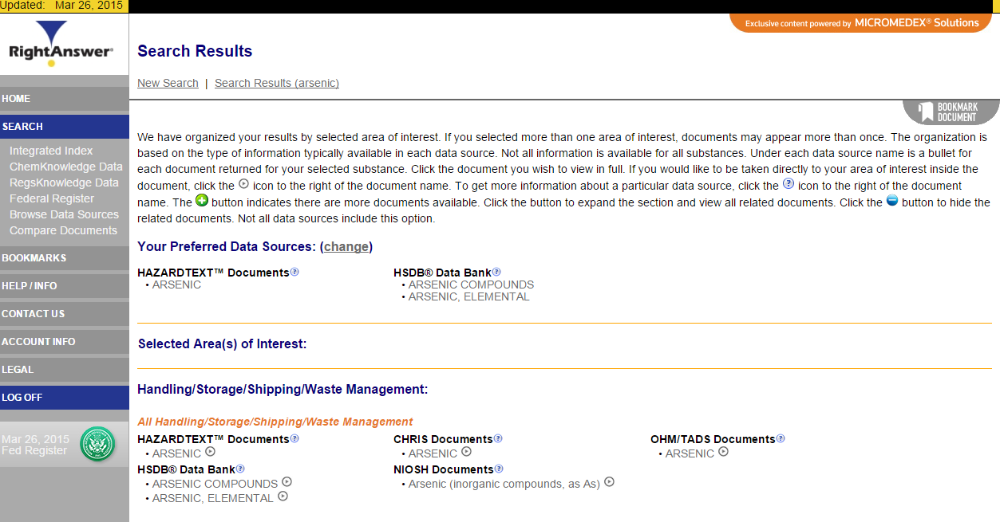 Updated: Mar 26, 2015
Exclusive content powered by MICROMEDEX® Solutions
RightAnswer®
Search Results
New Search | Search Results (arsenic)
BOOKMARK
DOCUMENT
HOME
SEARCH
Integrated Index
ChemKnowledge Data
RegsKnowledge Data
Federal Register
Browse Data Sources
Compare Documents
BOOKMARKS
HELP / INFO
CONTACT US
ACCOUNT INFO
LEGAL
LOG OFF
Mar 26, 2015
Fed Register
We have organized your results by selected area of interest. If you selected more than one area of interest, documents may appear more than once. The organization is
based on the type of information typically available in each data source. Not all information is available for all substances. Under each data source name is a bullet for
each document returned for your selected substance. Click the document you wish to view in full. If you would like to be taken directly to your area of interest inside the
document, click the icon to the right of the document name. To get more information about a particular data source, click the ? icon to the right of the document
name. The + button indicates there are more documents available. Click the button to expand the section and view all related documents. Click the − button to hide the
related documents. Not all data sources include this option.
Your Preferred Data Sources: (change)
HAZARDTEXT™ Documents ?
• ARSENIC
HSDB® Data Bank ?
• ARSENIC COMPOUNDS
• ARSENIC, ELEMENTAL
Selected Area(s) of Interest:
Handling/Storage/Shipping/Waste Management:
All Handling/Storage/Shipping/Waste Management
HAZARDTEXT™ Documents ?
• ARSENIC
HSDB® Data Bank ?
• ARSENIC COMPOUNDS
• ARSENIC, ELEMENTAL
CHRIS Documents ?
• ARSENIC
NIOSH Documents ?
• Arsenic (inorganic compounds, as As)
OHM/TADS Documents ?
• ARSENIC